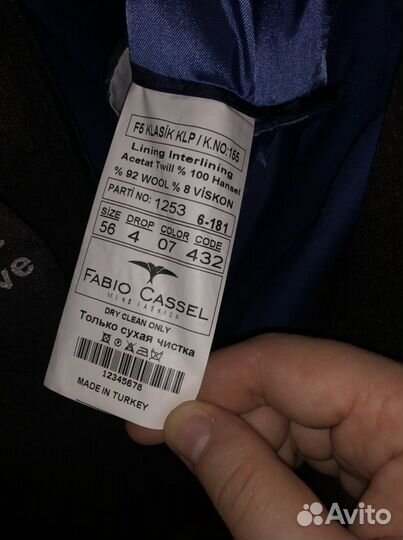 F5 KLASİK KLP / K.NO:155
Lining Interlining
Acetat Twill % 100 Hansel
% 92 WOOL % 8 VİSKON
PARTİ NO: 1253 6-181
SIZE DROP COLOR CODE
56 4 07 432
FABIO CASSEL
MENS FASHION
DRY CLEAN ONLY
Только сухая чистка
12345678
MADE IN TURKEY
ve
Avito